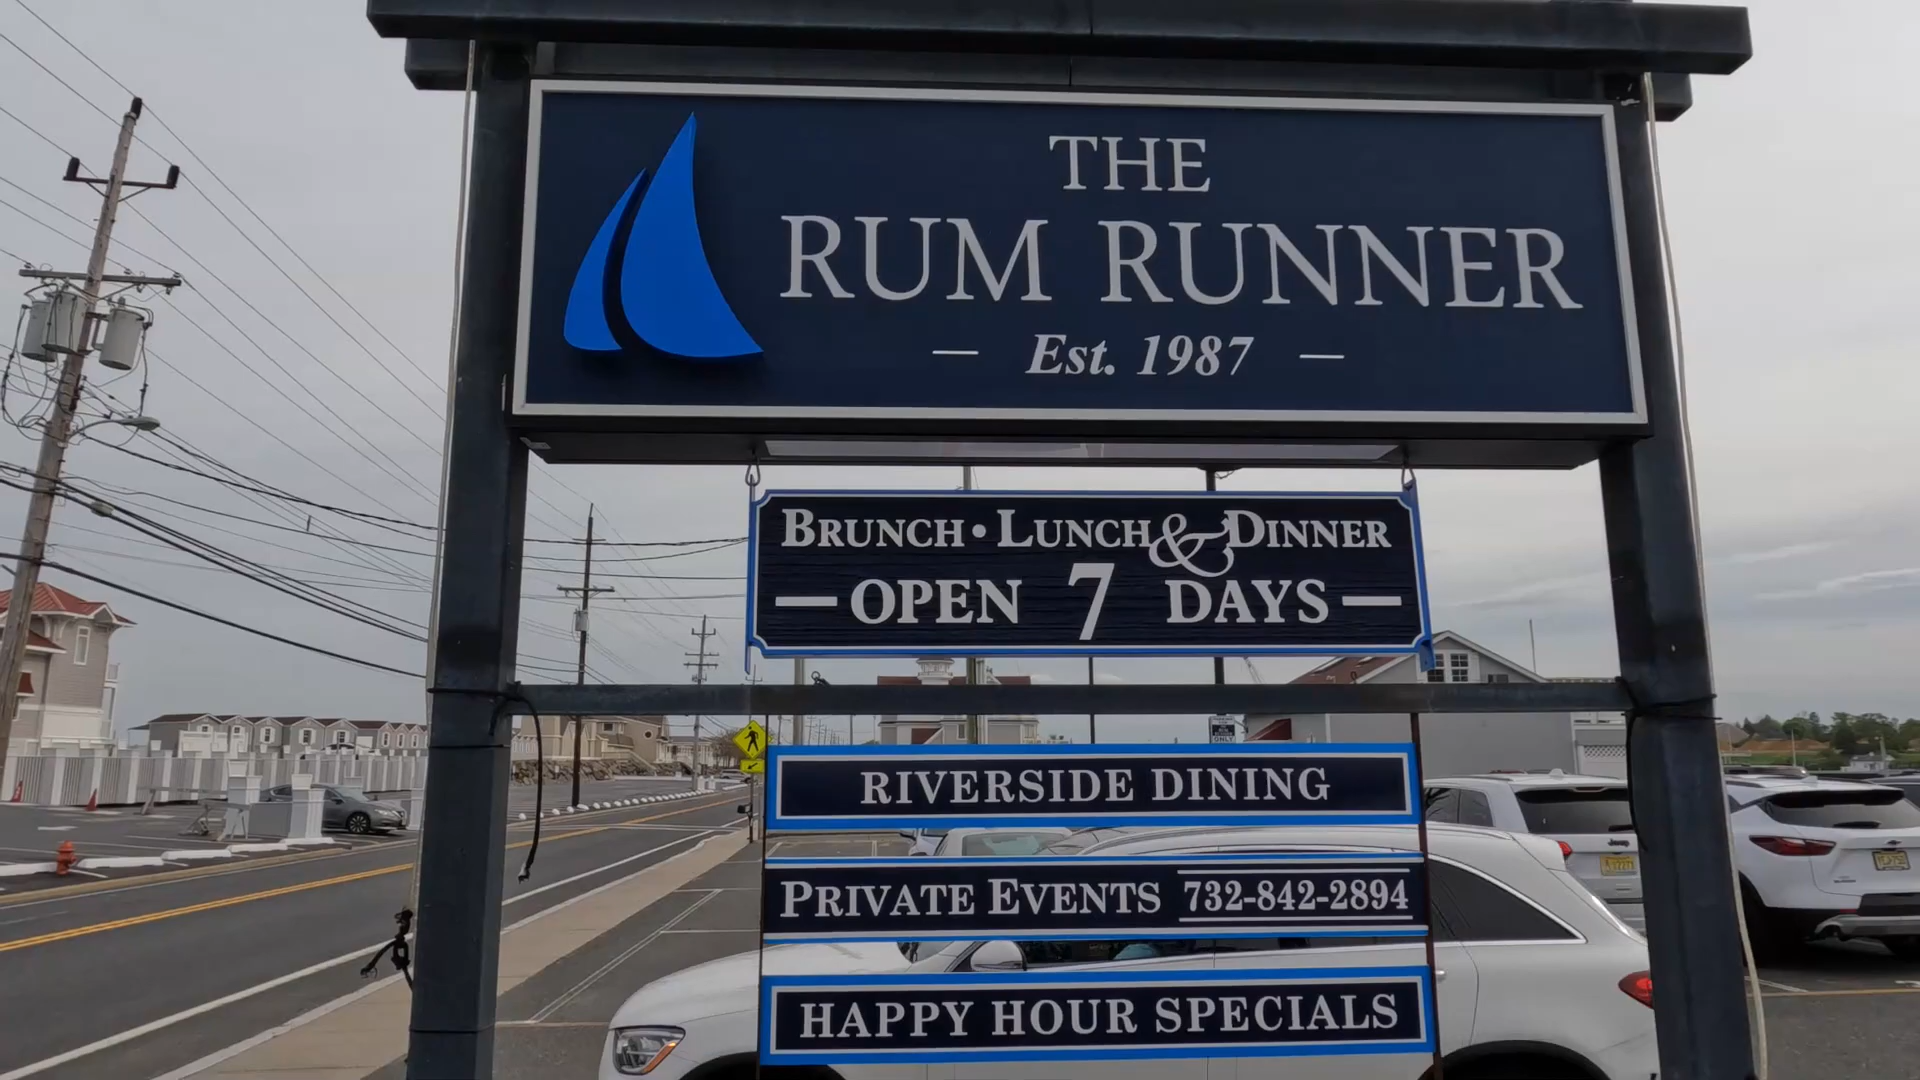 THE
RUM RUNNER
— Est. 1987 —
BRUNCH • LUNCH & DINNER
— OPEN 7 DAYS —
RIVERSIDE DINING
PRIVATE EVENTS 732-842-2894
HAPPY HOUR SPECIALS
Jeep